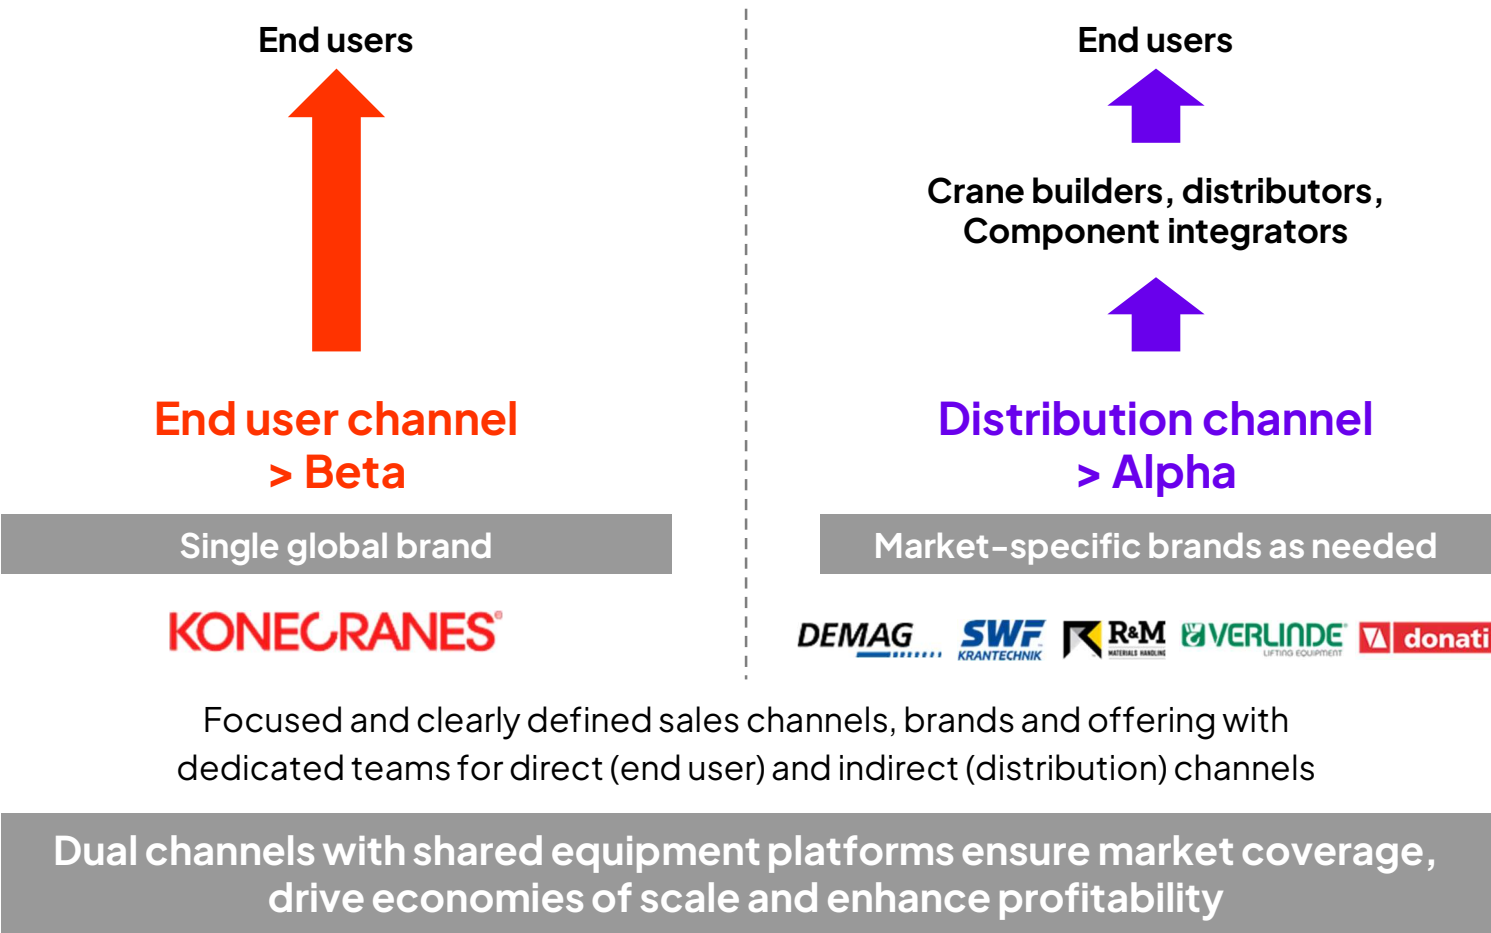 End users
End user channel
> Beta
Single global brand
KONECRANES®
End users
Crane builders, distributors,
Component integrators
Distribution channel
> Alpha
Market-specific brands as needed
DEMAG
SWF
KRANTECHNIK
R&M
MATERIALS HANDLING
VERLINDE
LIFTING EQUIPMENT
donati
Focused and clearly defined sales channels, brands and offering with
dedicated teams for direct (end user) and indirect (distribution) channels
Dual channels with shared equipment platforms ensure market coverage,
drive economies of scale and enhance profitability